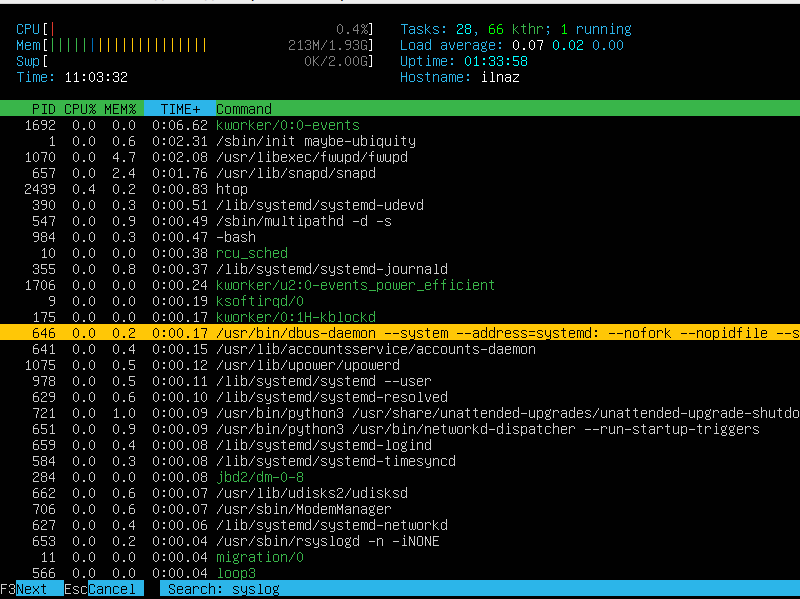 CPU[| 0.4%] Tasks: 28, 66 kthr; 1 running
Mem[||||||||||||||||||||213M/1.93G] Load average: 0.07 0.02 0.00
Swp[ 0K/2.00G] Uptime: 01:33:58
Time: 11:03:32 Hostname: ilnaz
PID CPU% MEM% TIME+ Command
1692 0.0 0.0 0:06.62 kworker/0:0-events
1 0.0 0.6 0:02.31 /sbin/init maybe-ubiquity
1070 0.0 4.7 0:02.08 /usr/libexec/fwupd/fwupd
657 0.0 2.4 0:01.76 /usr/lib/snapd/snapd
2439 0.4 0.2 0:00.83 htop
390 0.0 0.3 0:00.51 /lib/systemd/systemd-udevd
547 0.0 0.9 0:00.49 /sbin/multipathd -d -s
984 0.0 0.3 0:00.47 -bash
10 0.0 0.0 0:00.38 rcu_sched
355 0.0 0.8 0:00.37 /lib/systemd/systemd-journald
1706 0.0 0.0 0:00.24 kworker/u2:0-events_power_efficient
9 0.0 0.0 0:00.19 ksoftirqd/0
175 0.0 0.0 0:00.17 kworker/0:1H-kblockd
646 0.0 0.2 0:00.17 /usr/bin/dbus-daemon --system --address=systemd: --nofork --nopidfile --s
641 0.0 0.4 0:00.15 /usr/lib/accountsservice/accounts-daemon
1075 0.0 0.5 0:00.12 /usr/lib/upower/upowerd
978 0.0 0.5 0:00.11 /lib/systemd/systemd --user
629 0.0 0.6 0:00.10 /lib/systemd/systemd-resolved
721 0.0 1.0 0:00.09 /usr/bin/python3 /usr/share/unattended-upgrades/unattended-upgrade-shutdo
651 0.0 0.9 0:00.09 /usr/bin/python3 /usr/bin/networkd-dispatcher --run-startup-triggers
659 0.0 0.4 0:00.08 /lib/systemd/systemd-logind
584 0.0 0.3 0:00.08 /lib/systemd/systemd-timesyncd
284 0.0 0.0 0:00.08 jbd2/dm-0-8
662 0.0 0.6 0:00.07 /usr/lib/udisks2/udisksd
706 0.0 0.6 0:00.07 /usr/sbin/ModemManager
627 0.0 0.4 0:00.06 /lib/systemd/systemd-networkd
653 0.0 0.2 0:00.04 /usr/sbin/rsyslogd -n -iNONE
11 0.0 0.0 0:00.04 migration/0
566 0.0 0.0 0:00.04 loop3
F3Next EscCancel Search: syslog